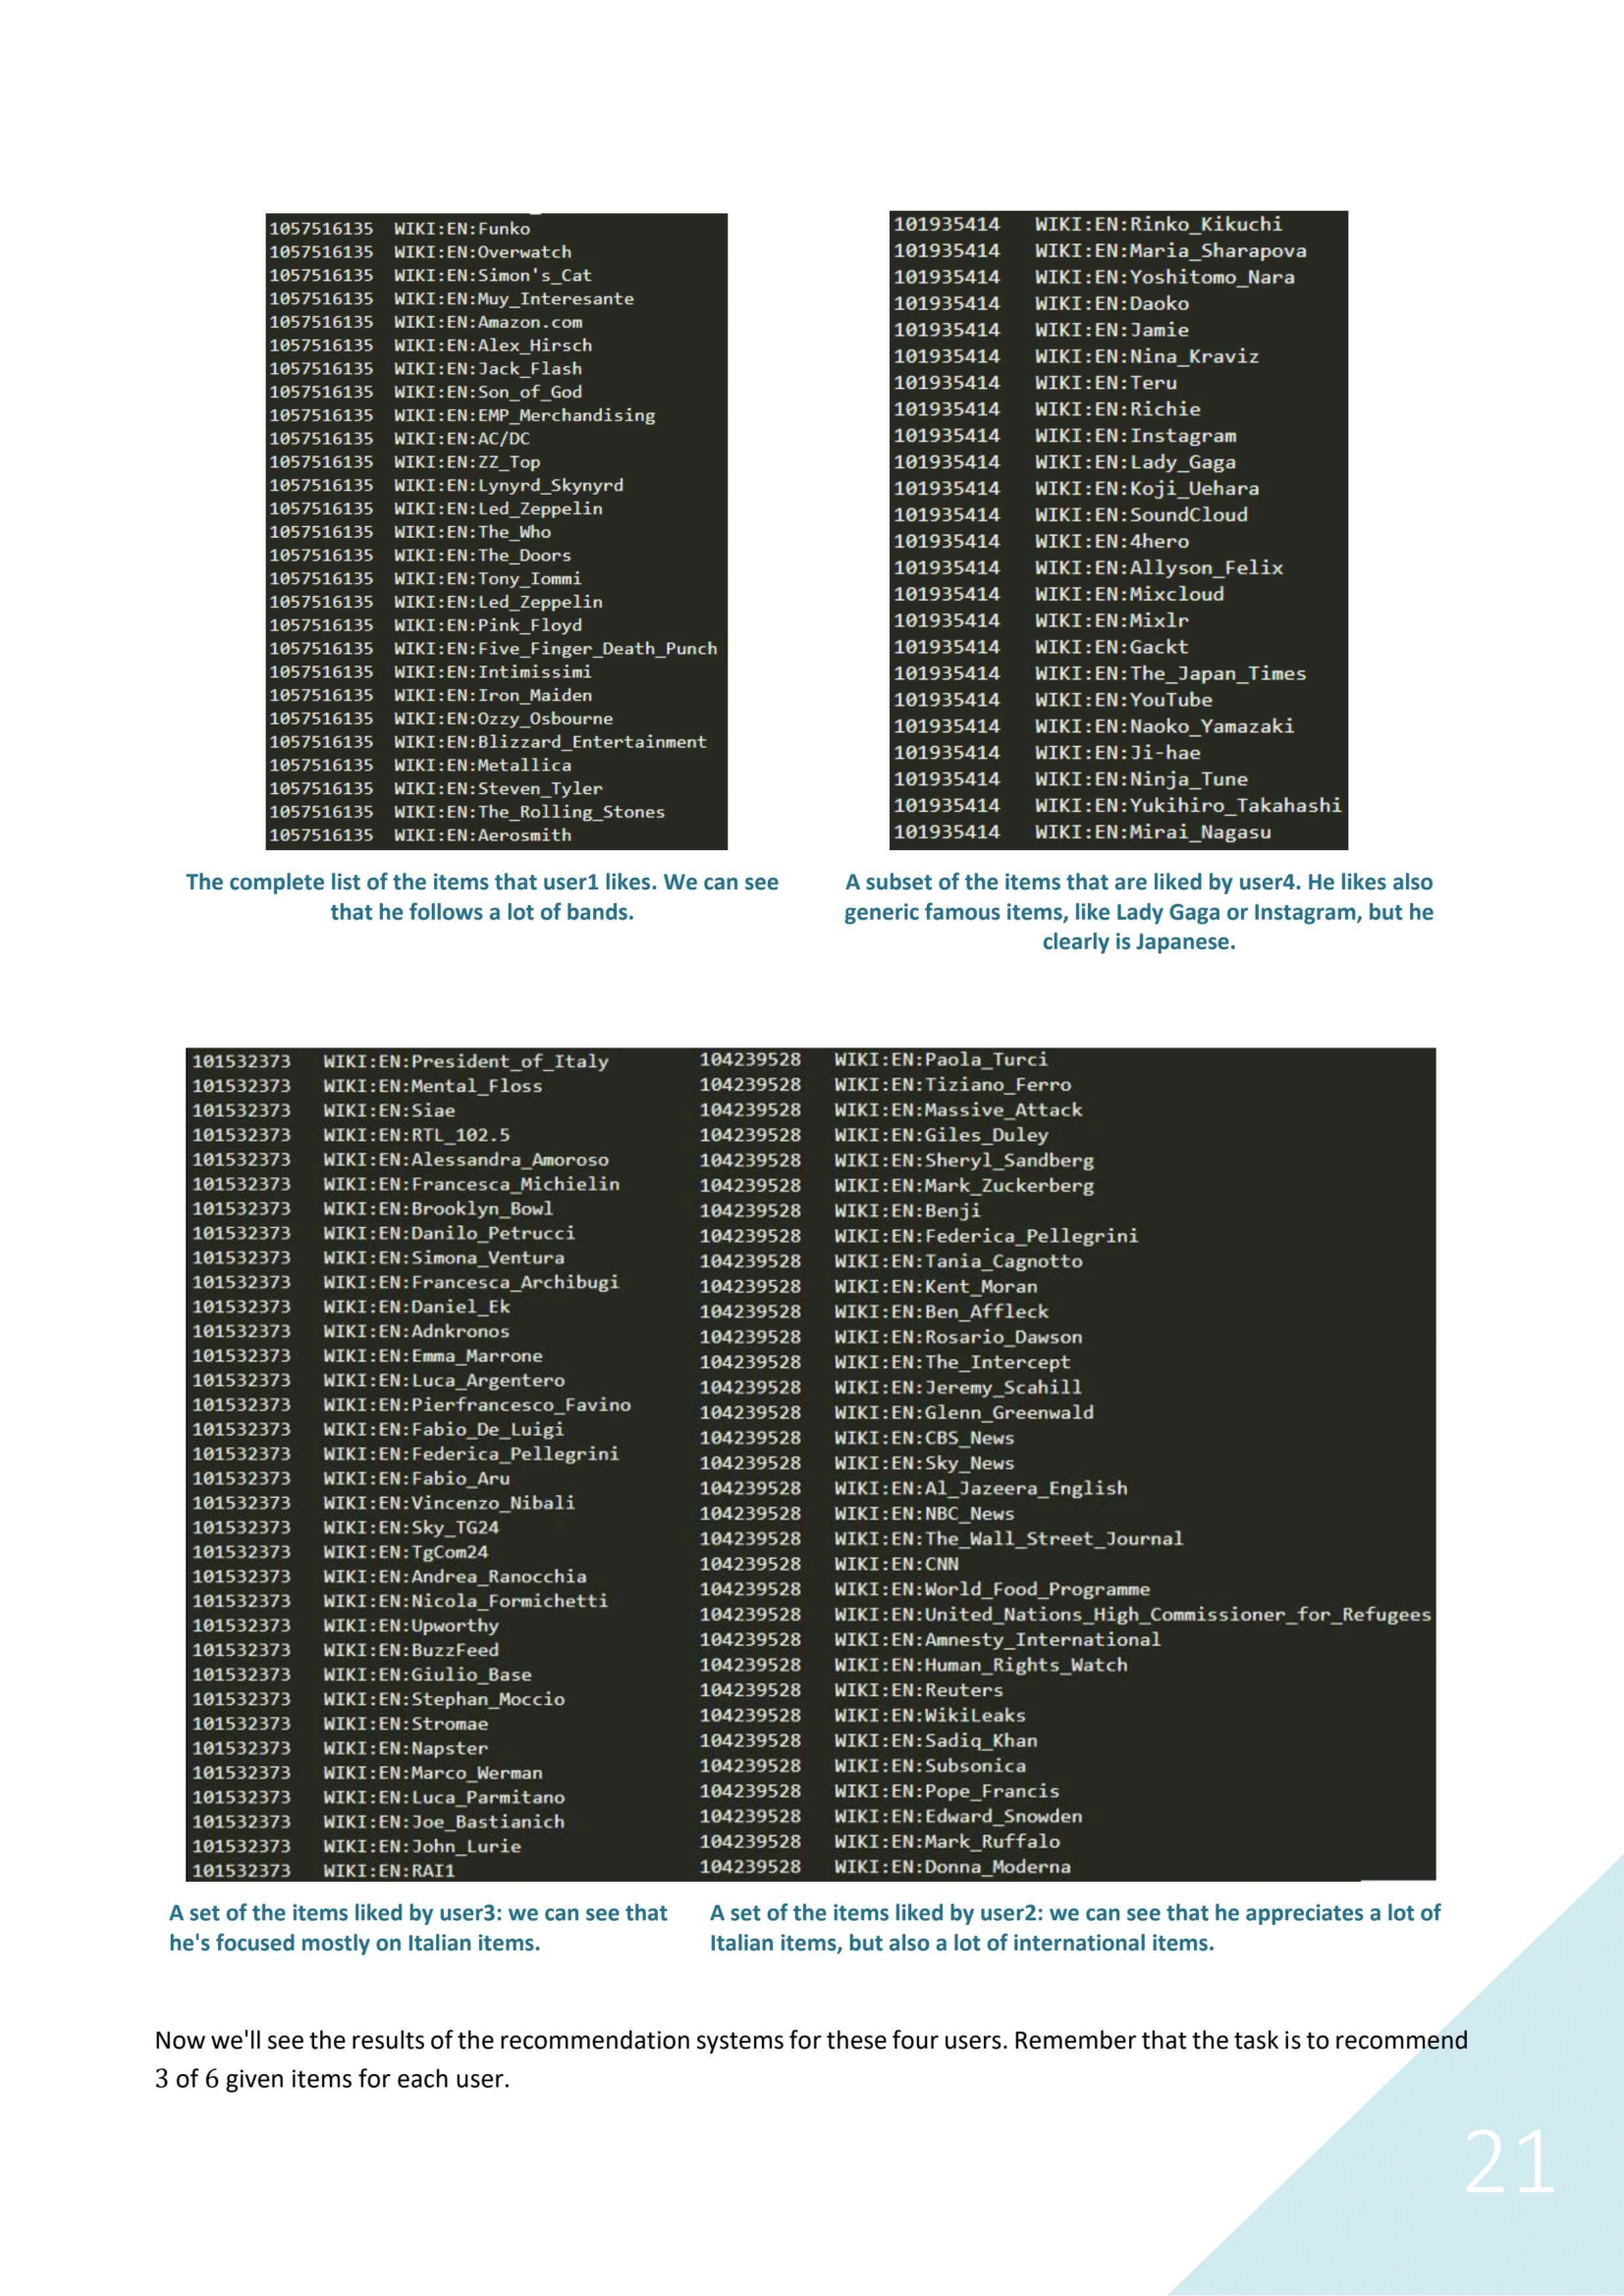 1057516135 WIKI:EN:Funko
1057516135 WIKI:EN:Overwatch
1057516135 WIKI:EN:Simon's_Cat
1057516135 WIKI:EN:Muy_Interesante
1057516135 WIKI:EN:Amazon.com
1057516135 WIKI:EN:Alex_Hirsch
1057516135 WIKI:EN:Jack_Flash
1057516135 WIKI:EN:Son_of_God
1057516135 WIKI:EN:EMP_Merchandising
1057516135 WIKI:EN:AC/DC
1057516135 WIKI:EN:ZZ_Top
1057516135 WIKI:EN:Lynyrd_Skynyrd
1057516135 WIKI:EN:Led_Zeppelin
1057516135 WIKI:EN:The_Who
1057516135 WIKI:EN:The_Doors
1057516135 WIKI:EN:Tony_Iommi
1057516135 WIKI:EN:Led_Zeppelin
1057516135 WIKI:EN:Pink_Floyd
1057516135 WIKI:EN:Five_Finger_Death_Punch
1057516135 WIKI:EN:Intimissimi
1057516135 WIKI:EN:Iron_Maiden
1057516135 WIKI:EN:Ozzy_Osbourne
1057516135 WIKI:EN:Blizzard_Entertainment
1057516135 WIKI:EN:Metallica
1057516135 WIKI:EN:Steven_Tyler
1057516135 WIKI:EN:The_Rolling_Stones
1057516135 WIKI:EN:Aerosmith
The complete list of the items that user1 likes. We can see
that he follows a lot of bands.
101935414 WIKI:EN:Rinko_Kikuchi
101935414 WIKI:EN:Maria_Sharapova
101935414 WIKI:EN:Yoshitomo_Nara
101935414 WIKI:EN:Daoko
101935414 WIKI:EN:Jamie
101935414 WIKI:EN:Nina_Kraviz
101935414 WIKI:EN:Teru
101935414 WIKI:EN:Richie
101935414 WIKI:EN:Instagram
101935414 WIKI:EN:Lady_Gaga
101935414 WIKI:EN:Koji_Uehara
101935414 WIKI:EN:SoundCloud
101935414 WIKI:EN:4hero
101935414 WIKI:EN:Allyson_Felix
101935414 WIKI:EN:Mixcloud
101935414 WIKI:EN:Mixlr
101935414 WIKI:EN:Gackt
101935414 WIKI:EN:The_Japan_Times
101935414 WIKI:EN:YouTube
101935414 WIKI:EN:Naoko_Yamazaki
101935414 WIKI:EN:Ji-hae
101935414 WIKI:EN:Ninja_Tune
101935414 WIKI:EN:Yukihiro_Takahashi
101935414 WIKI:EN:Mirai_Nagasu
A subset of the items that are liked by user4. He likes also
generic famous items, like Lady Gaga or Instagram, but he
clearly is Japanese.
101532373 WIKI:EN:President_of_Italy
101532373 WIKI:EN:Mental_Floss
101532373 WIKI:EN:Siae
101532373 WIKI:EN:RTL_102.5
101532373 WIKI:EN:Alessandra_Amoroso
101532373 WIKI:EN:Francesca_Michielin
101532373 WIKI:EN:Brooklyn_Bowl
101532373 WIKI:EN:Danilo_Petrucci
101532373 WIKI:EN:Simona_Ventura
101532373 WIKI:EN:Francesca_Archibugi
101532373 WIKI:EN:Daniel_Ek
101532373 WIKI:EN:Adnkronos
101532373 WIKI:EN:Emma_Marrone
101532373 WIKI:EN:Luca_Argentero
101532373 WIKI:EN:Pierfrancesco_Favino
101532373 WIKI:EN:Fabio_De_Luigi
101532373 WIKI:EN:Federica_Pellegrini
101532373 WIKI:EN:Fabio_Aru
101532373 WIKI:EN:Vincenzo_Nibali
101532373 WIKI:EN:Sky_TG24
101532373 WIKI:EN:TgCom24
101532373 WIKI:EN:Andrea_Ranocchia
101532373 WIKI:EN:Nicola_Formichetti
101532373 WIKI:EN:Upworthy
101532373 WIKI:EN:BuzzFeed
101532373 WIKI:EN:Giulio_Base
101532373 WIKI:EN:Stephan_Moccio
101532373 WIKI:EN:Stromae
101532373 WIKI:EN:Napster
101532373 WIKI:EN:Marco_Werman
101532373 WIKI:EN:Luca_Parmitano
101532373 WIKI:EN:Joe_Bastianich
101532373 WIKI:EN:John_Lurie
101532373 WIKI:EN:RAI1
A set of the items liked by user3: we can see that
he's focused mostly on Italian items.
104239528 WIKI:EN:Paola_Turci
104239528 WIKI:EN:Tiziano_Ferro
104239528 WIKI:EN:Massive_Attack
104239528 WIKI:EN:Giles_Duley
104239528 WIKI:EN:Sheryl_Sandberg
104239528 WIKI:EN:Mark_Zuckerberg
104239528 WIKI:EN:Benji
104239528 WIKI:EN:Federica_Pellegrini
104239528 WIKI:EN:Tania_Cagnotto
104239528 WIKI:EN:Kent_Moran
104239528 WIKI:EN:Ben_Affleck
104239528 WIKI:EN:Rosario_Dawson
104239528 WIKI:EN:The_Intercept
104239528 WIKI:EN:Jeremy_Scahill
104239528 WIKI:EN:Glenn_Greenwald
104239528 WIKI:EN:CBS_News
104239528 WIKI:EN:Sky_News
104239528 WIKI:EN:Al_Jazeera_English
104239528 WIKI:EN:NBC_News
104239528 WIKI:EN:The_Wall_Street_Journal
104239528 WIKI:EN:CNN
104239528 WIKI:EN:World_Food_Programme
104239528 WIKI:EN:United_Nations_High_Commissioner_for_Refugees
104239528 WIKI:EN:Amnesty_International
104239528 WIKI:EN:Human_Rights_Watch
104239528 WIKI:EN:Reuters
104239528 WIKI:EN:WikiLeaks
104239528 WIKI:EN:Sadiq_Khan
104239528 WIKI:EN:Subsonica
104239528 WIKI:EN:Pope_Francis
104239528 WIKI:EN:Edward_Snowden
104239528 WIKI:EN:Mark_Ruffalo
104239528 WIKI:EN:Donna_Moderna
A set of the items liked by user2: we can see that he appreciates a lot of
Italian items, but also a lot of international items.
Now we'll see the results of the recommendation systems for these four users. Remember that the task is to recommend
3 of 6 given items for each user.
21